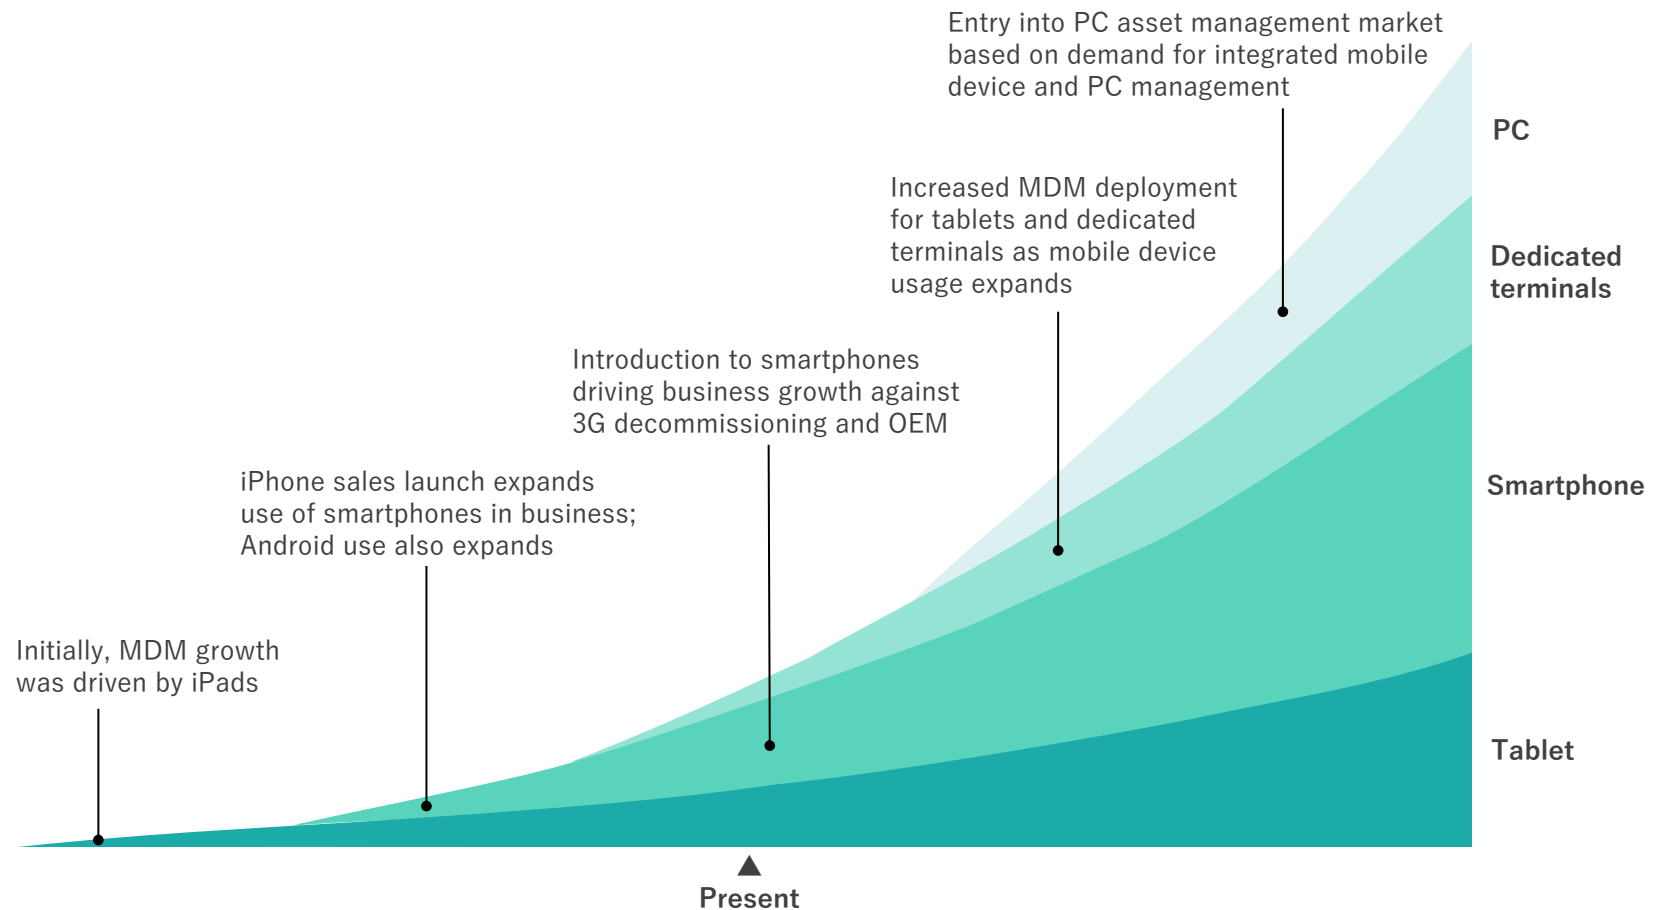 Entry into PC asset management market
based on demand for integrated mobile
device and PC management
PC
Increased MDM deployment
for tablets and dedicated
terminals as mobile device
usage expands
Dedicated
terminals
Introduction to smartphones
driving business growth against
3G decommissioning and OEM
iPhone sales launch expands
use of smartphones in business;
Android use also expands
Smartphone
Initially, MDM growth
was driven by iPads
Tablet
Present